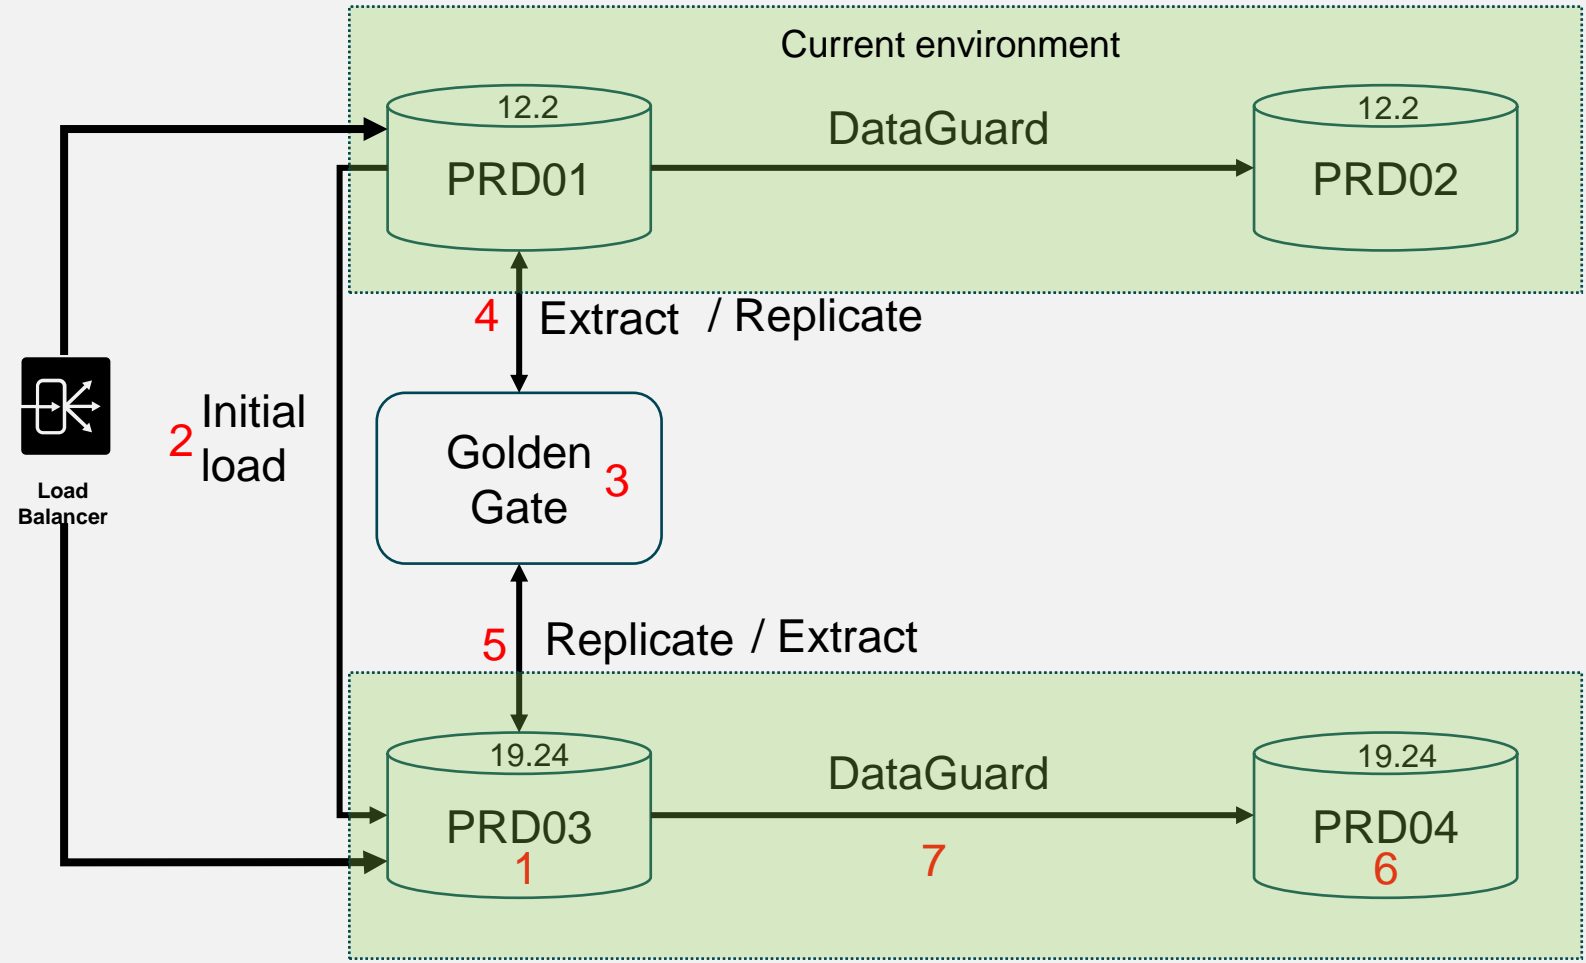 Current environment
12.2
PRD01
DataGuard
12.2
PRD02
4 Extract / Replicate
2 Initial
load
Load
Balancer
Golden
Gate
3
5 Replicate / Extract
19.24
PRD03
1
DataGuard
7
19.24
PRD04
6